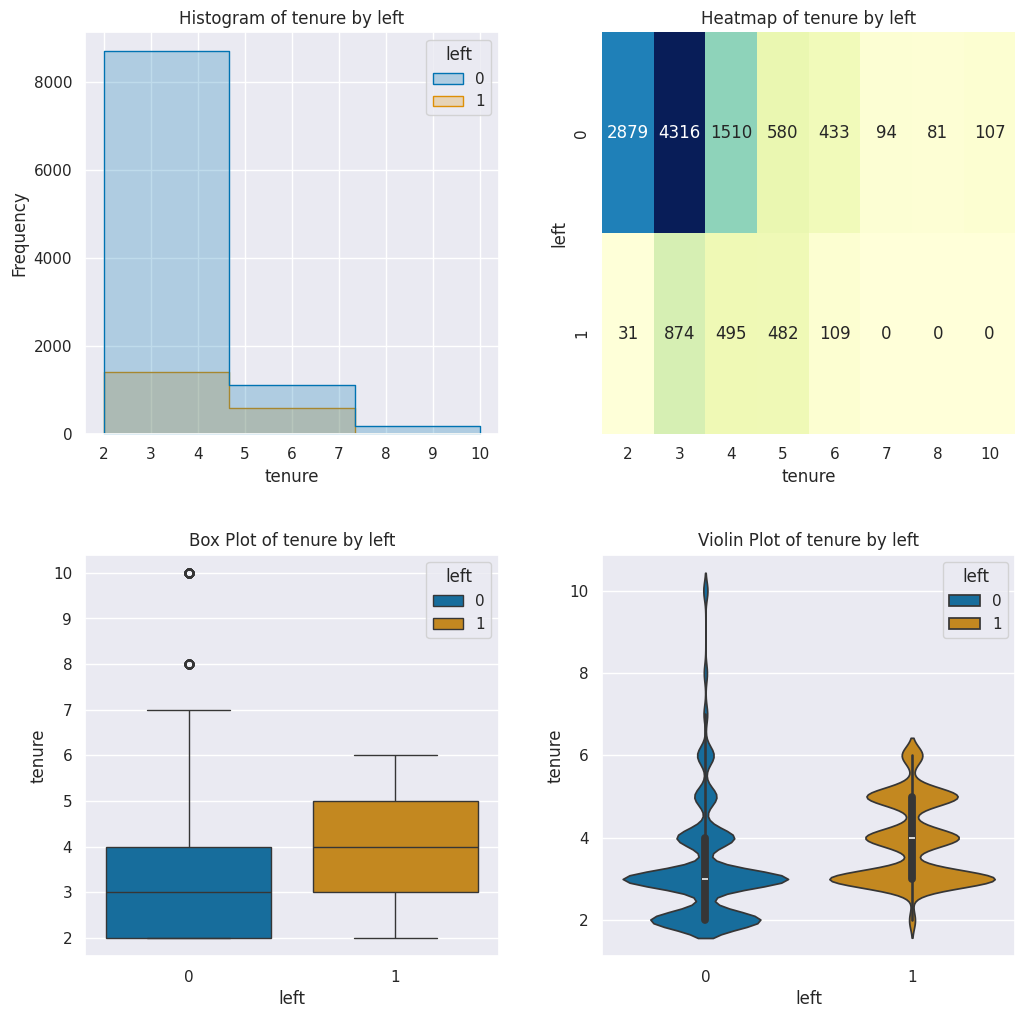 Histogram of tenure by left
8000
6000
4000
2000
0
Frequency
2 3 4 5 6 7 8 9 10
tenure
left
0
1
Heatmap of tenure by left
2879 4316 1510 580 433 94 81 107
31 874 495 482 109 0 0 0
0
1
left
2 3 4 5 6 7 8 10
tenure
Box Plot of tenure by left
10
9
8
7
6
5
4
3
2
tenure
0 1
left
left
0
1
Violin Plot of tenure by left
10
8
6
4
2
tenure
0 1
left
left
0
1